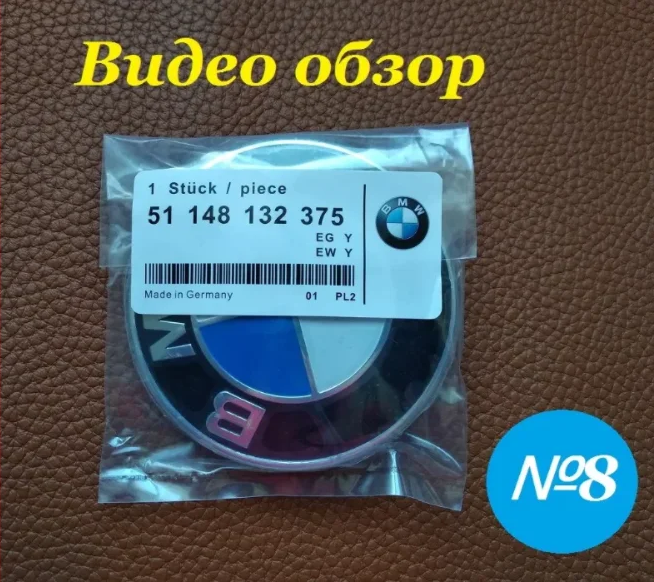 Видео обзор
1 Stück / piece
51 148 132 375
EG Y
EW Y
Made in Germany 01 PL2
BMW
M
B
№8